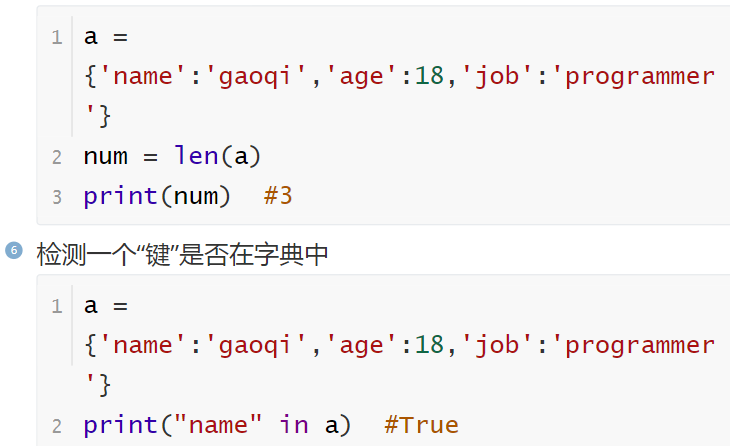 1 a =
{'name':'gaoqi','age':18,'job':'programmer
'}
2 num = len(a)
3 print(num)  #3
6 检测一个“键”是否在字典中
1 a =
{'name':'gaoqi','age':18,'job':'programmer
'}
2 print("name" in a)  #True